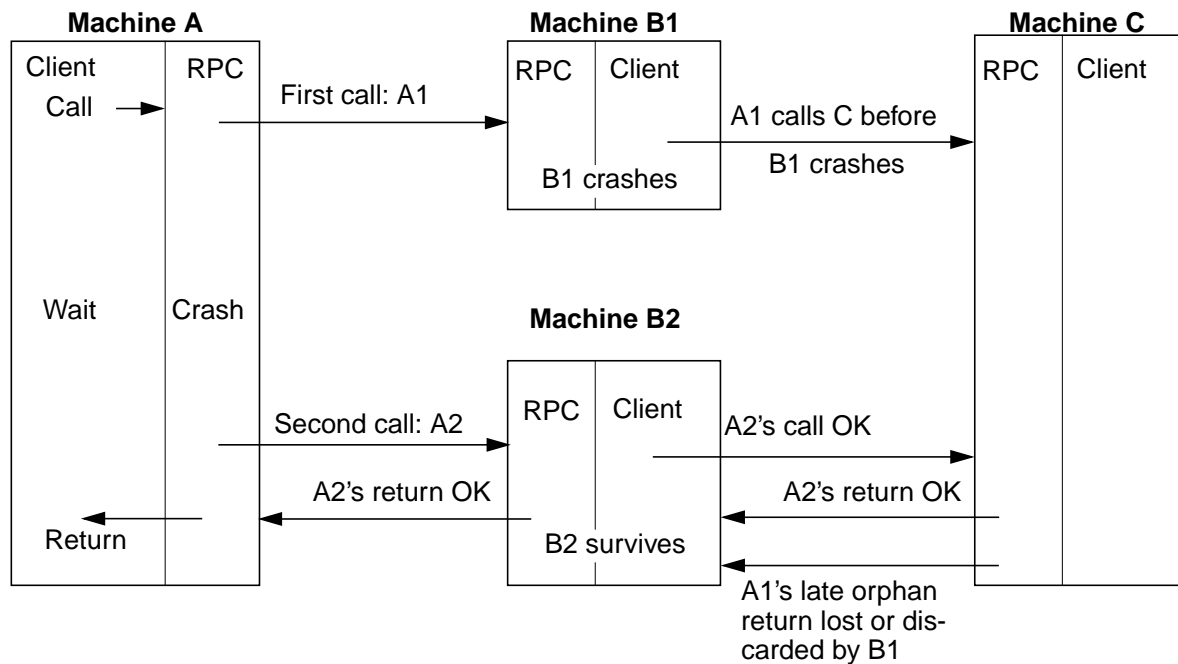 Machine A
Machine B1
Machine C
Client
RPC
Call
First call: A1
RPC
Client
B1 crashes
A1 calls C before
B1 crashes
RPC
Client
Wait
Crash
Machine B2
RPC
Client
Second call: A2
A2's call OK
A2's return OK
A2's return OK
Return
B2 survives
A1's late orphan
return lost or dis-
carded by B1